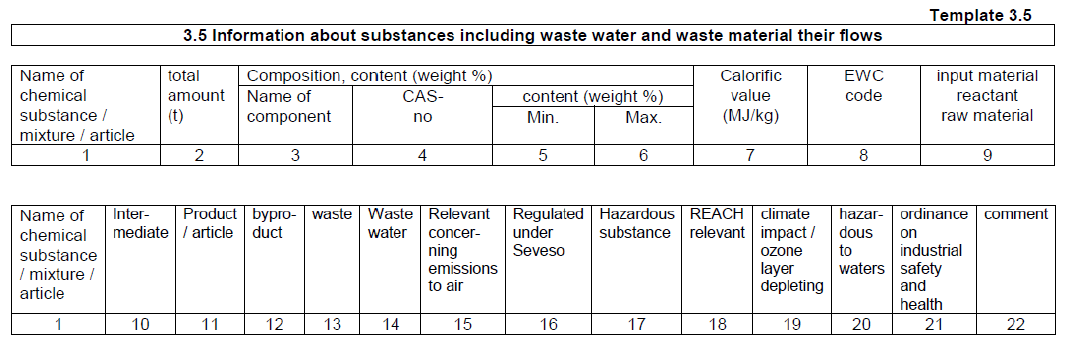 Template 3.5
3.5 Information about substances including waste water and waste material their flows
Name of chemical substance / mixture / article
total amount (t)
Composition, content (weight %)
Name of component
CAS-no
content (weight %)
Min.
Max.
Calorific value (MJ/kg)
EWC code
input material reactant raw material
1 2 3 4 5 6 7 8 9
Name of chemical substance / mixture / article
Inter-mediate
Product / article
bypro-duct
waste
Waste water
Relevant concer-ning emissions to air
Regulated under Seveso
Hazardous substance
REACH relevant
climate impact / ozone layer depleting
hazar-dous to waters
ordinance on industrial safety and health
comment
1 10 11 12 13 14 15 16 17 18 19 20 21 22